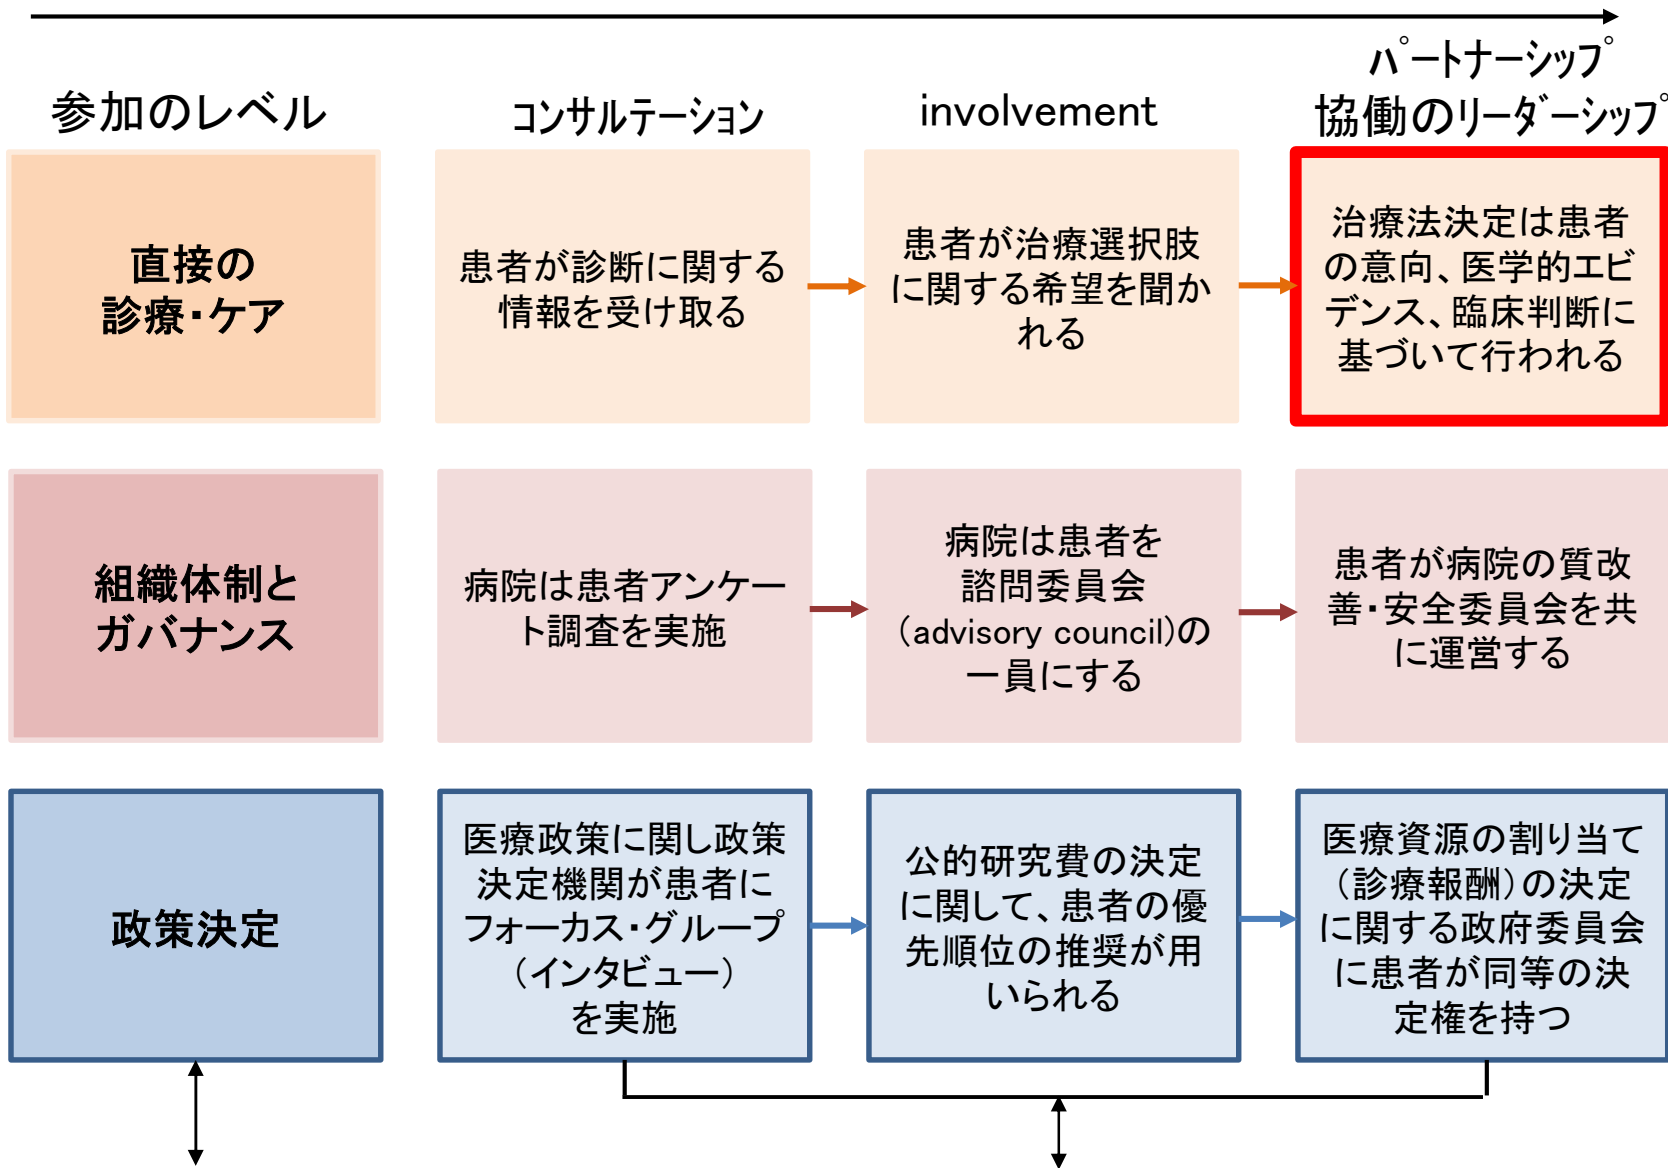 参加のレベル
コンサルテーション
involvement
パートナーシップ
協働のリーダーシップ
直接の
診療・ケア
患者が診断に関する
情報を受け取る
患者が治療選択肢
に関する希望を聞か
れる
治療法決定は患者
の意向、医学的エビ
デンス、臨床判断に
基づいて行われる
組織体制と
ガバナンス
病院は患者アンケー
ト調査を実施
病院は患者を
諮問委員会
（advisory council)の
一員にする
患者が病院の質改
善・安全委員会を共
に運営する
政策決定
医療政策に関し政策
決定機関が患者に
フォーカス・グループ
（インタビュー）
を実施
公的研究費の決定
に関して、患者の優
先順位の推奨が用
いられる
医療資源の割り当て
（診療報酬）の決定
に関する政府委員会
に患者が同等の決
定権を持つ